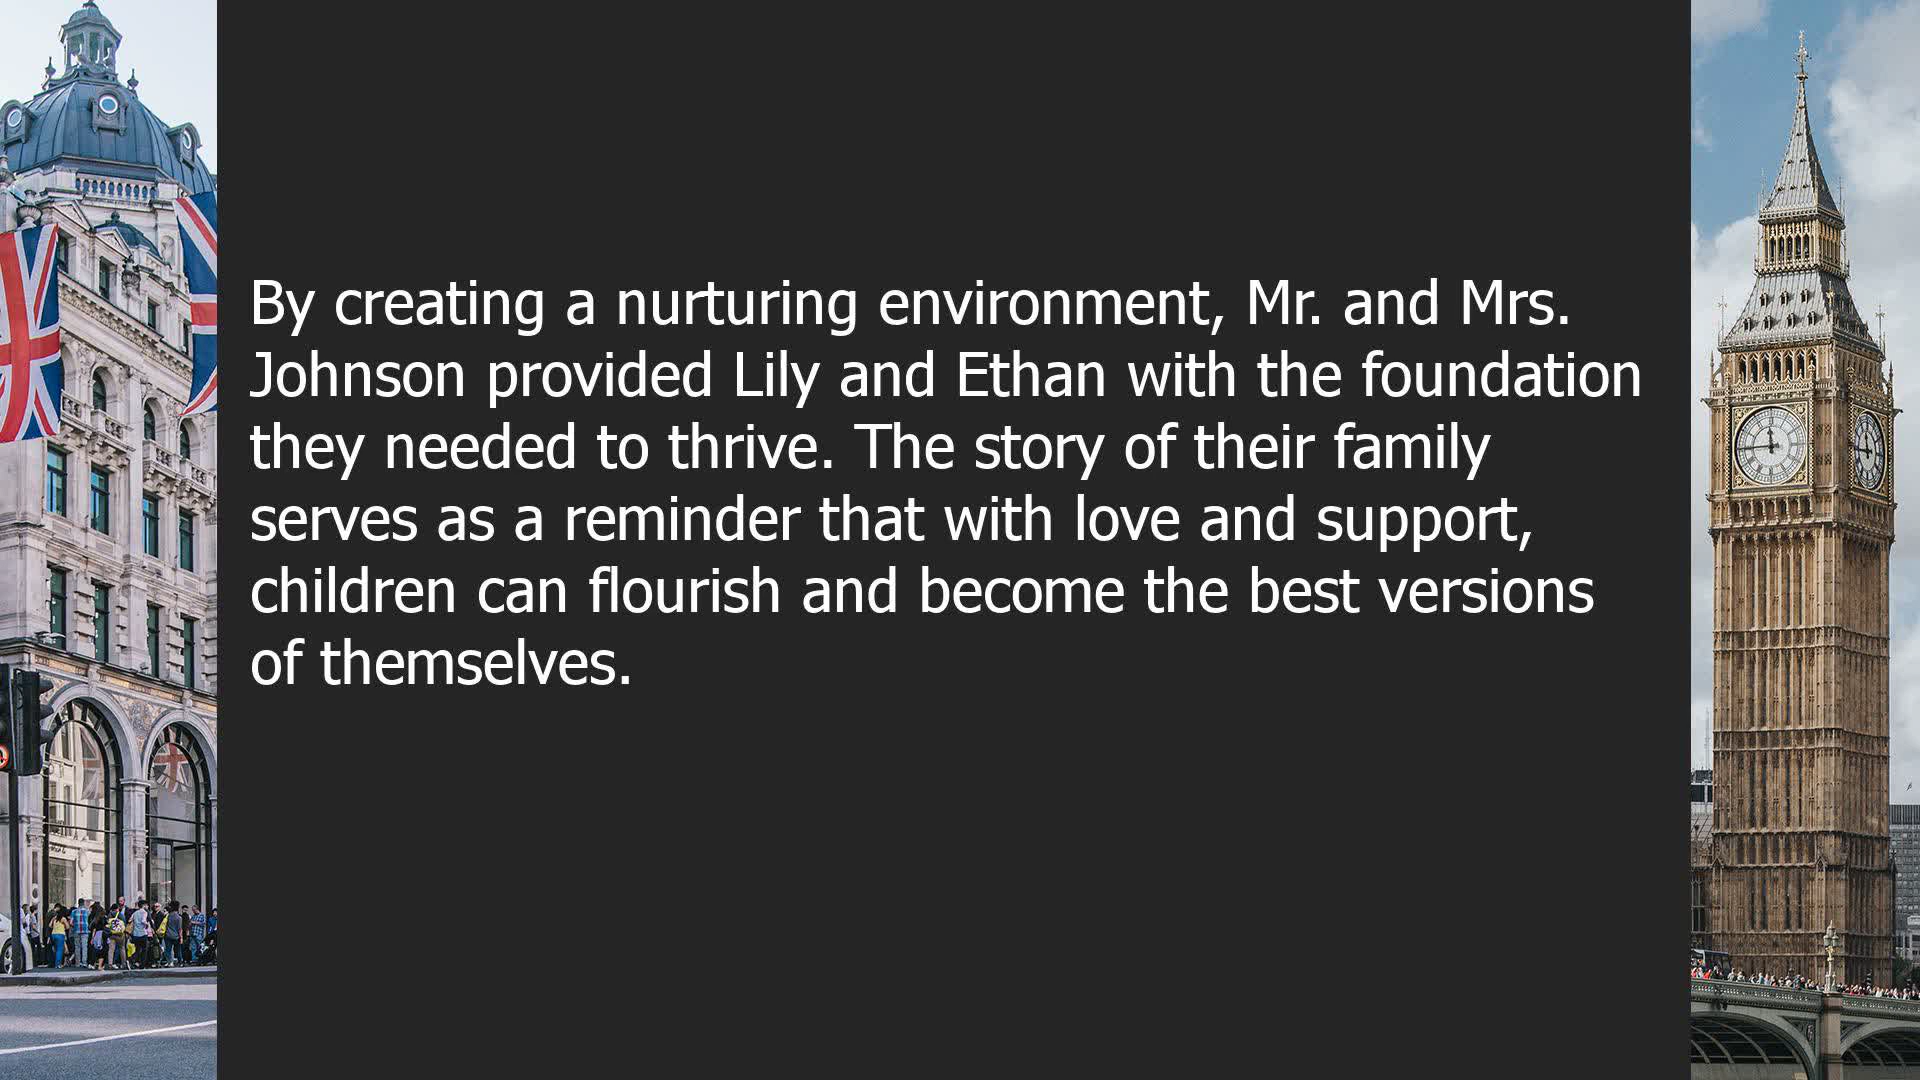 By creating a nurturing environment, Mr. and Mrs.
Johnson provided Lily and Ethan with the foundation
they needed to thrive. The story of their family
serves as a reminder that with love and support,
children can flourish and become the best versions
of themselves.